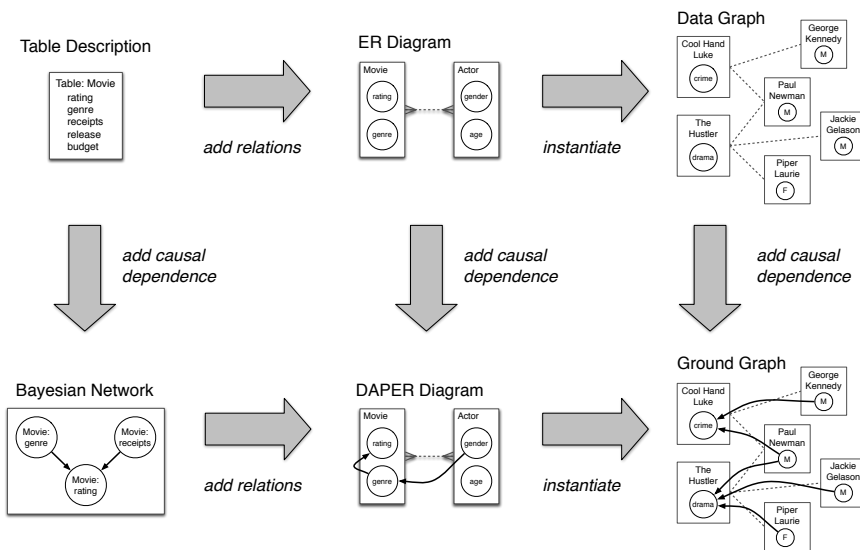 Table Description
Table: Movie
rating
genre
receipts
release
budget
add relations
ER Diagram
Movie
rating
genre
Actor
gender
age
instantiate
Data Graph
Cool Hand
Luke
crime
George
Kennedy
M
Paul
Newman
M
The
Hustler
drama
Jackie
Gelason
M
Piper
Laurie
F
add causal
dependence
add causal
dependence
add causal
dependence
Bayesian Network
Movie:
genre
Movie:
receipts
Movie:
rating
add relations
DAPER Diagram
Movie
rating
genre
Actor
gender
age
instantiate
Ground Graph
Cool Hand
Luke
crime
George
Kennedy
M
Paul
Newman
M
The
Hustler
drama
Jackie
Gelason
M
Piper
Laurie
F